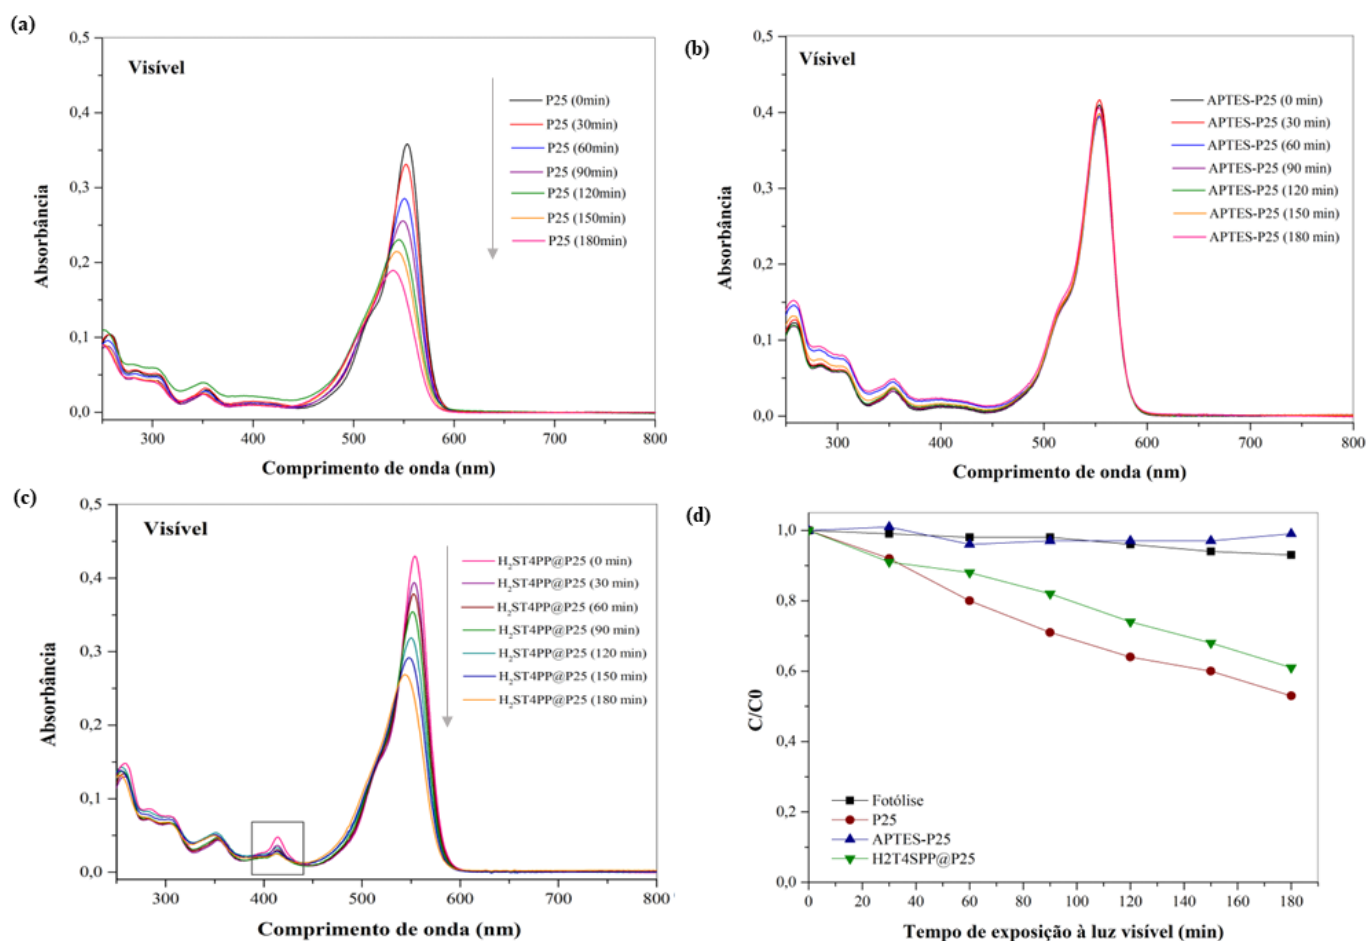 (a)
0,5
0,4
0,3
0,2
0,1
0,0
300 400 500 600 700 800
Absorbância
Comprimento de onda (nm)
Visível
P25 (0min)
P25 (30min)
P25 (60min)
P25 (90min)
P25 (120min)
P25 (150min)
P25 (180min)
(b)
0,5
0,4
0,3
0,2
0,1
0,0
300 400 500 600 700 800
Absorbância
Comprimento de onda (nm)
Vísivel
APTES-P25 (0 min)
APTES-P25 (30 min)
APTES-P25 (60 min)
APTES-P25 (90 min)
APTES-P25 (120 min)
APTES-P25 (150 min)
APTES-P25 (180 min)
(c)
0,5
0,4
0,3
0,2
0,1
0,0
300 400 500 600 700 800
Absorbância
Comprimento de onda (nm)
Visível
H₂ST4PP@P25 (0 min)
H₂ST4PP@P25 (30 min)
H₂ST4PP@P25 (60 min)
H₂ST4PP@P25 (90 min)
H₂ST4PP@P25 (120 min)
H₂ST4PP@P25 (150 min)
H₂ST4PP@P25 (180 min)
(d)
1,0
0,8
0,6
0,4
0,2
0,0
0 20 40 60 80 100 120 140 160 180
C/C0
Tempo de exposição à luz visível (min)
Fotólise
P25
APTES-P25
H2T4SPP@P25